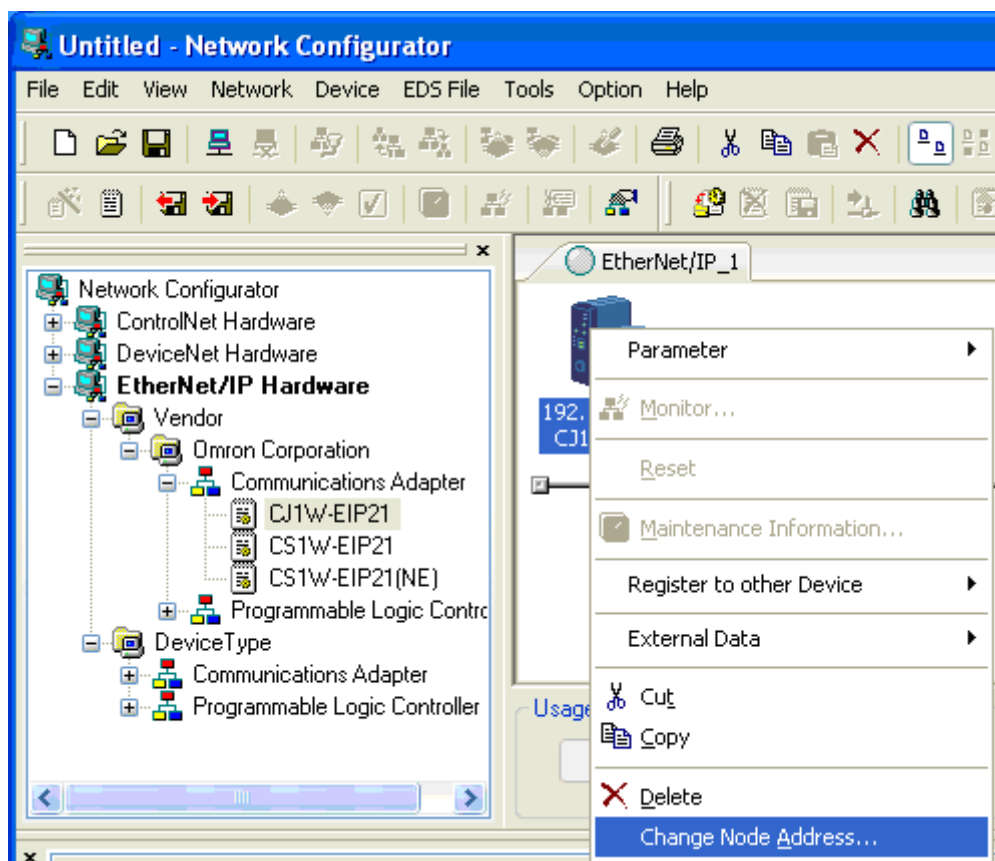 Untitled - Network Configurator
File Edit View Network Device EDS File Tools Option Help
EtherNet/IP_1
Network Configurator
ControlNet Hardware
DeviceNet Hardware
EtherNet/IP Hardware
Vendor
Omron Corporation
Communications Adapter
CJ1W-EIP21
CS1W-EIP21
CS1W-EIP21(NE)
Programmable Logic Contro
DeviceType
Communications Adapter
Programmable Logic Controller
192.
CJ1
Parameter
Monitor...
Reset
Maintenance Information...
Register to other Device
External Data
Cut
Copy
Delete
Change Node Address...
Usage